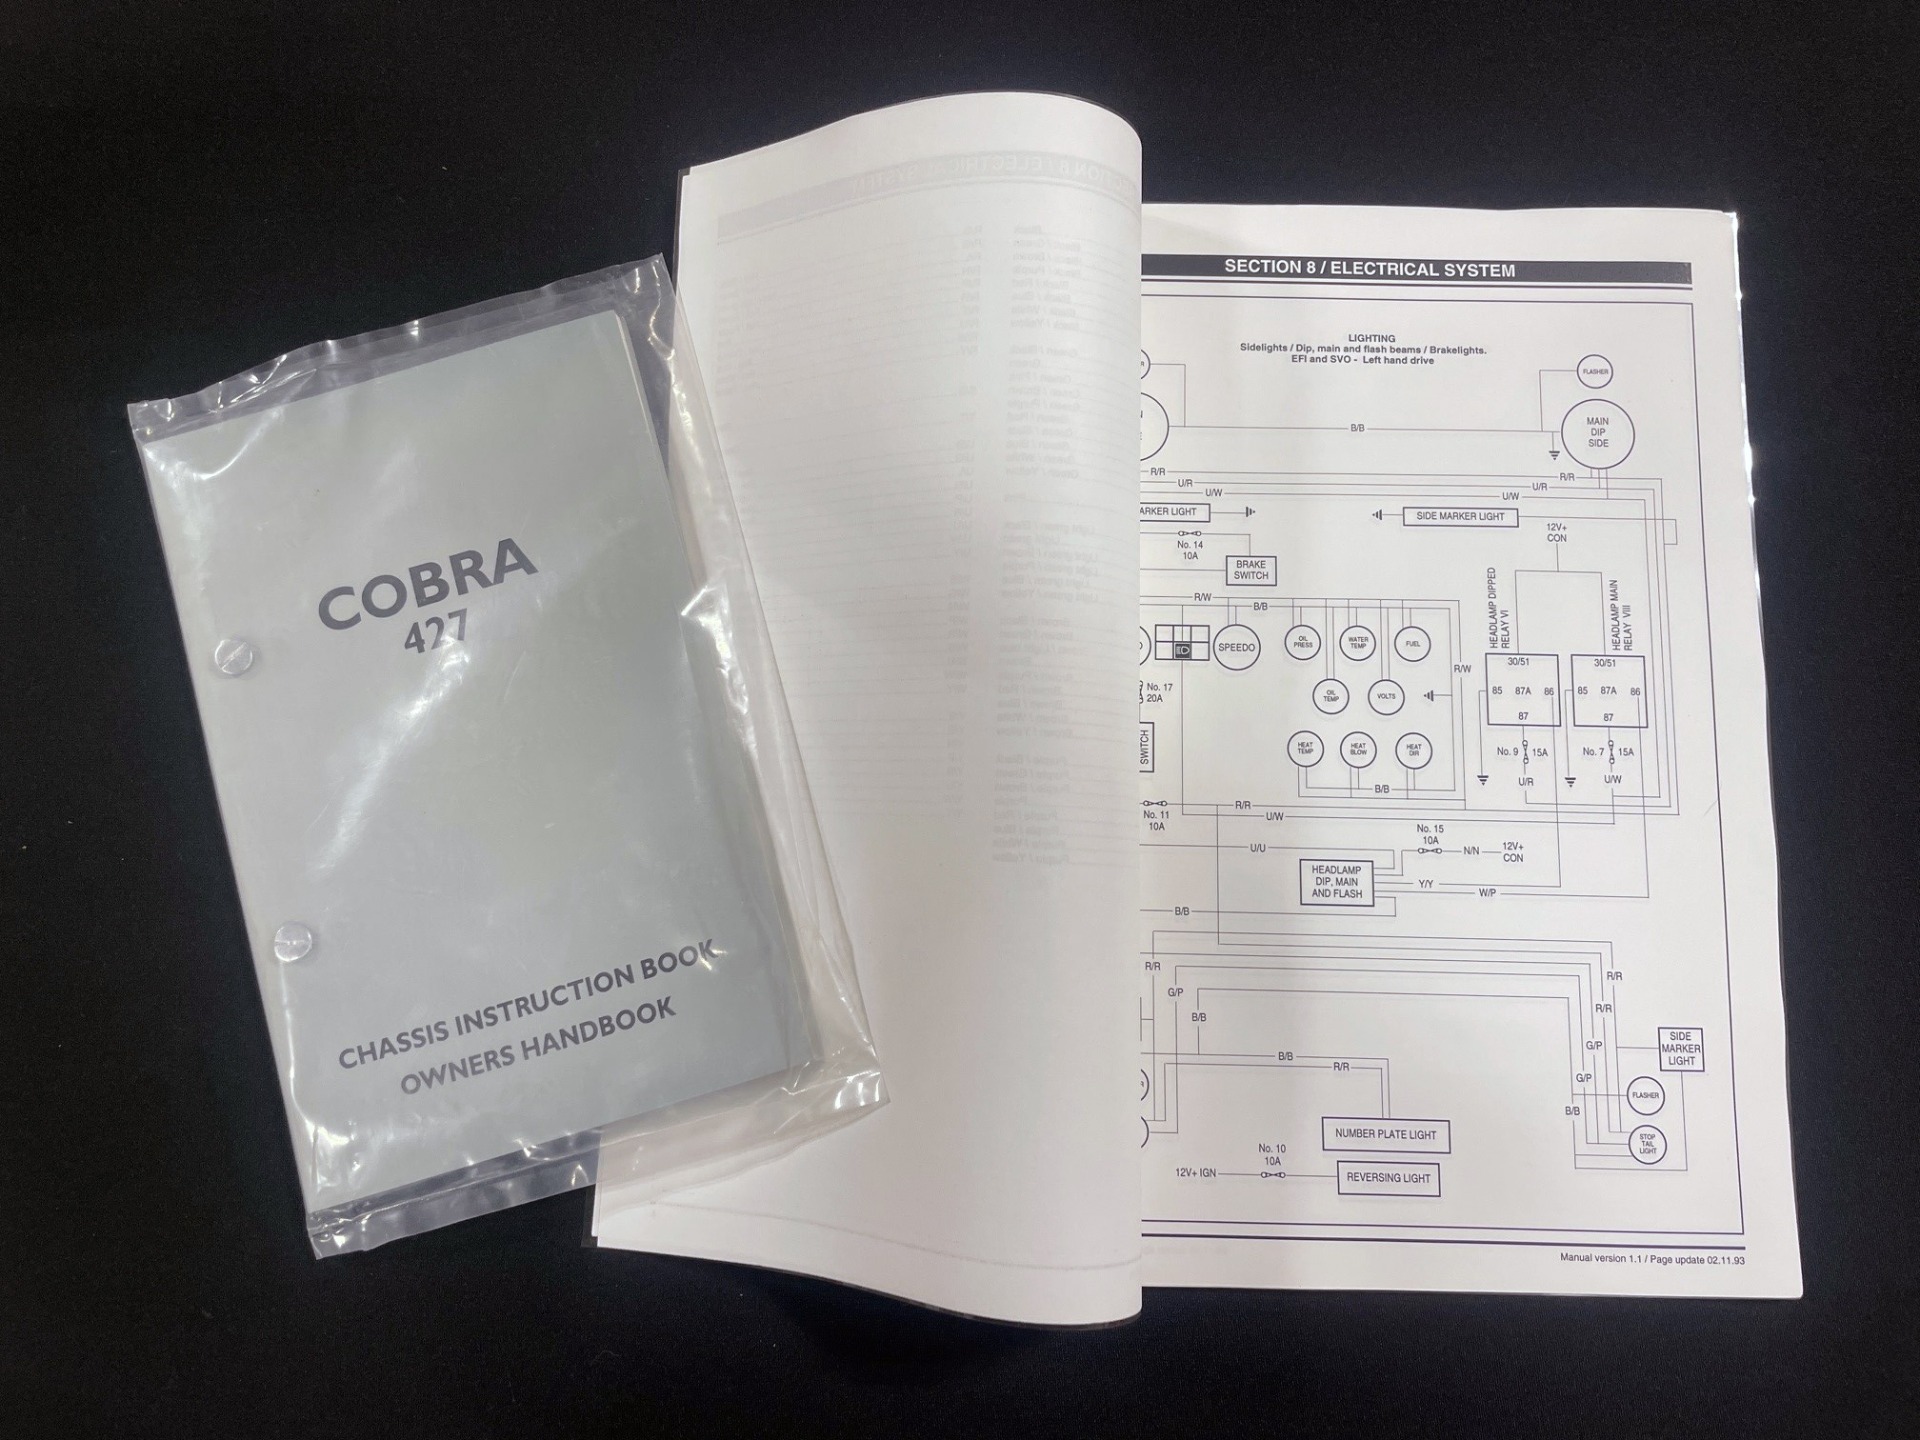 COBRA
427
CHASSIS INSTRUCTION BOOK
OWNERS HANDBOOK
SECTION 8 / ELECTRICAL SYSTEM
LIGHTING
Sidelights / Dip, main and flash beams / Brakelights.
EFI and SVO - Left hand drive
FLASHER
MAIN
DIP
SIDE
B/B
R/R
U/R
U/W
R/R
U/R
U/W
ARKER LIGHT
SIDE MARKER LIGHT
12V+
CON
No. 14
10A
BRAKE
SWITCH
HEADLAMP DIPPED
RELAY VI
HEADLAMP MAIN
RELAY VIII
R/W
B/B
SPEEDO
OIL
PRESS
WATER
TEMP
FUEL
R/W
30/51
85 87A 86
87
30/51
85 87A 86
87
No. 17
20A
OIL
TEMP
VOLTS
SWITCH
HEAT
TEMP
HEAT
BLOW
HEAT
DIR
No. 9 15A
No. 7 15A
U/R
U/W
B/B
R/R
U/W
No. 11
10A
No. 15
10A
N/N
12V+
CON
U/U
HEADLAMP
DIP, MAIN
AND FLASH
Y/Y
W/P
B/B
R/R
G/P
B/B
R/R
R/R
G/P
G/P
B/B
SIDE
MARKER
LIGHT
FLASHER
STOP
TAIL
LIGHT
B/B
R/R
NUMBER PLATE LIGHT
No. 10
10A
12V+ IGN
REVERSING LIGHT
Manual version 1.1 / Page update 02.11.93